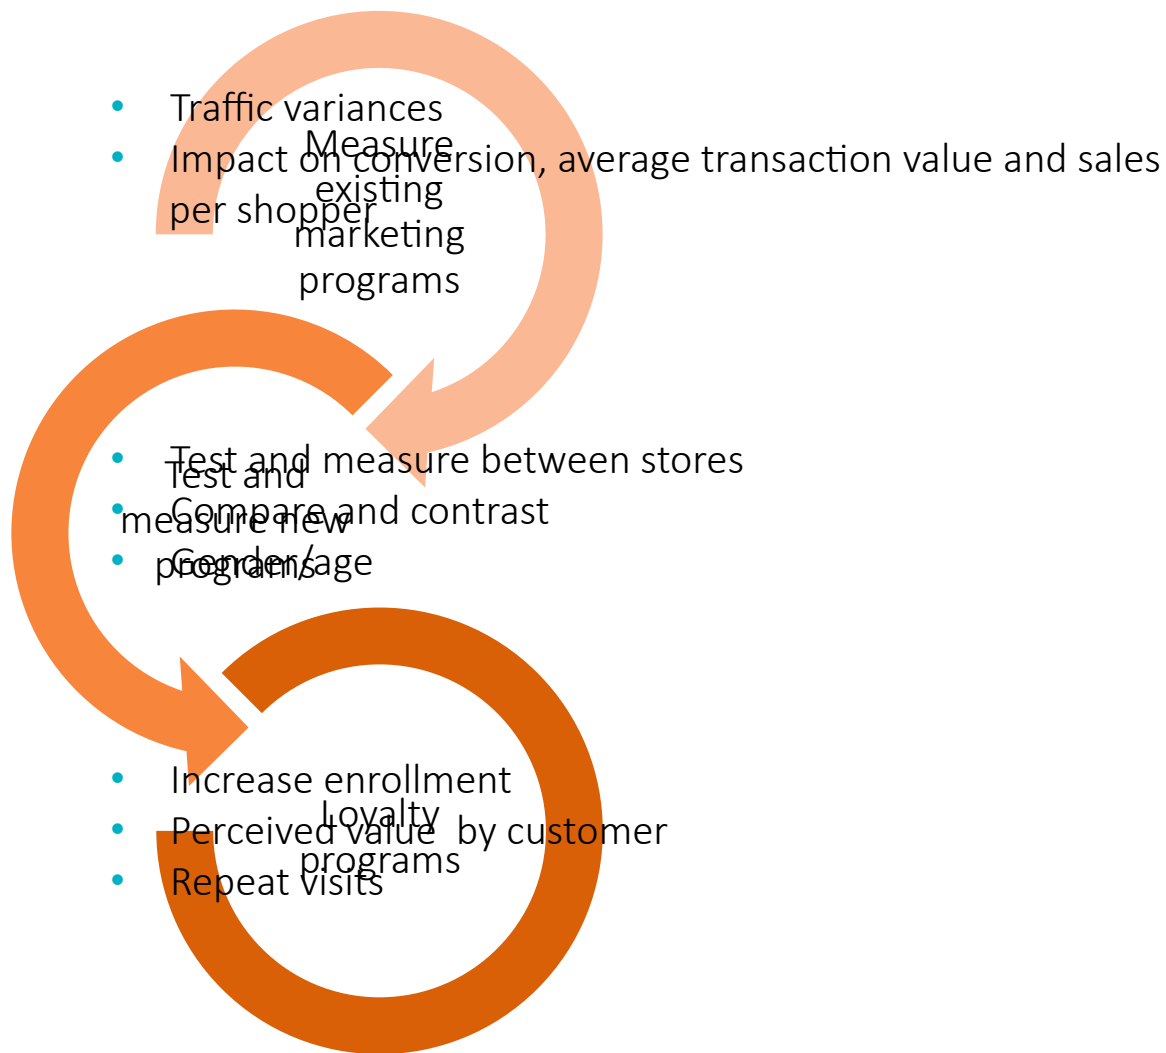 • Traffic variances
• Impact on conversion, average transaction value and sales
per shopper
Measure
existing
marketing
programs
• Test and measure between stores
• Compare and contrast
• Gender/age
Test and
measure new
programs
• Increase enrollment
• Perceived value  by customer
• Repeat visits
Loyalty
programs